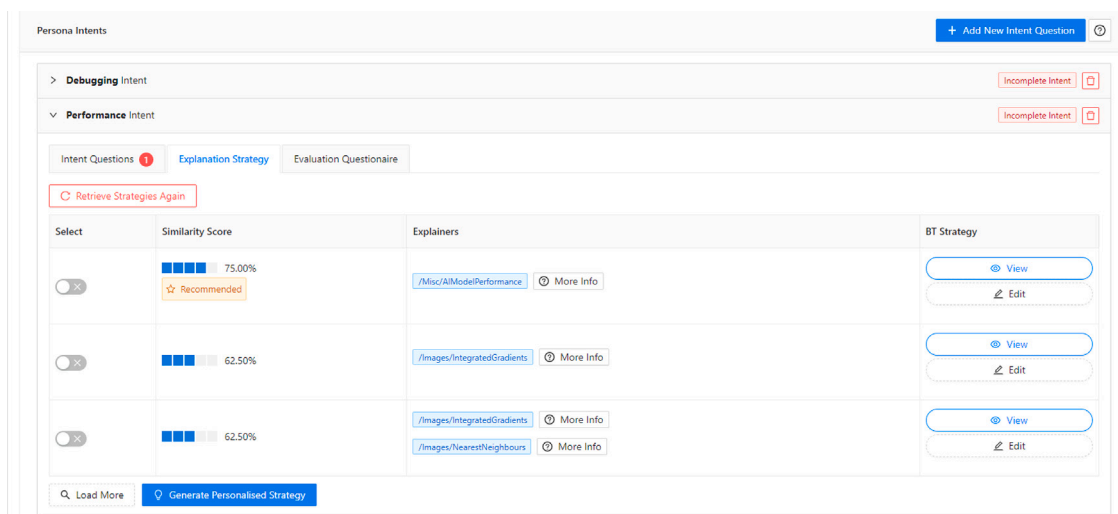 Persona Intents
+ Add New Intent Question
Debugging Intent
Incomplete Intent
Performance Intent
Incomplete Intent
Intent Questions 1
Explanation Strategy
Evaluation Questionaire
Retrieve Strategies Again
Select
Similarity Score
Explainers
BT Strategy
75.00%
Recommended
/Misc/AIModelPerformance
More Info
View
Edit
62.50%
/Images/IntegratedGradients
More Info
View
Edit
62.50%
/Images/IntegratedGradients
More Info
/Images/NearestNeighbours
More Info
View
Edit
Load More
Generate Personalised Strategy